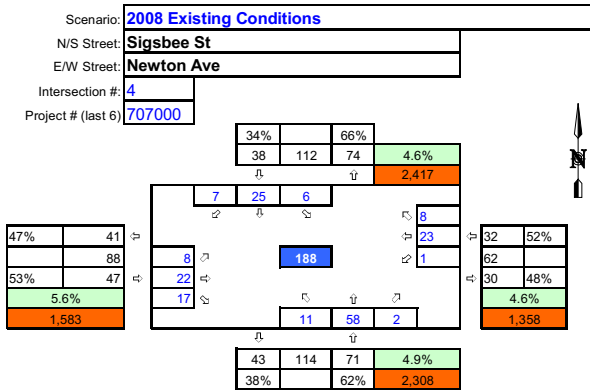 Scenario: 2008 Existing Conditions
N/S Street: Sigsbee St
E/W Street: Newton Ave
Intersection #: 4
Project # (last 6) 707000
N
34% 66%
38 112 74 4.6%
⇩ ⇧ 2,417
7 25 6
8
47% 41 ⇦ ⇦ 23 ⇦ 32 52%
88 8 188 1 62
53% 47 ⇨ 22 ⇨ ⇨ 30 48%
5.6% 17 4.6%
1,583 11 58 2 1,358
⇩ ⇧
43 114 71 4.9%
38% 62% 2,308